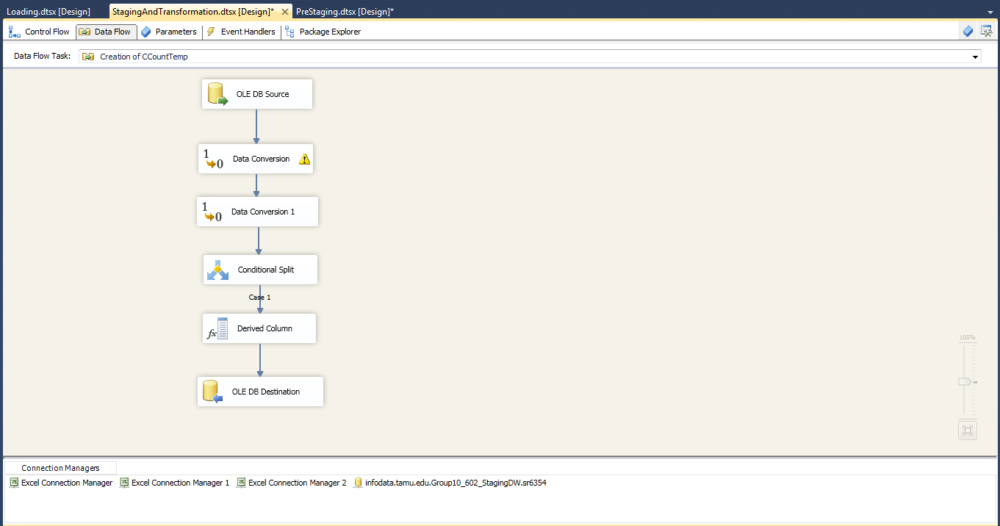 Loading.dtsx [Design] StagingAndTransformation.dtsx [Design]* PreStaging.dtsx [Design]*
Control Flow Data Flow Parameters Event Handlers Package Explorer
Data Flow Task: Creation of CCountTemp
OLE DB Source
1 0 Data Conversion
1 0 Data Conversion 1
Conditional Split
Case 1
fx Derived Column
100%
OLE DB Destination
Connection Managers
Excel Connection Manager Excel Connection Manager 1 Excel Connection Manager 2 infodata.tamu.edu.Group10_602_StagingDW.sr6354